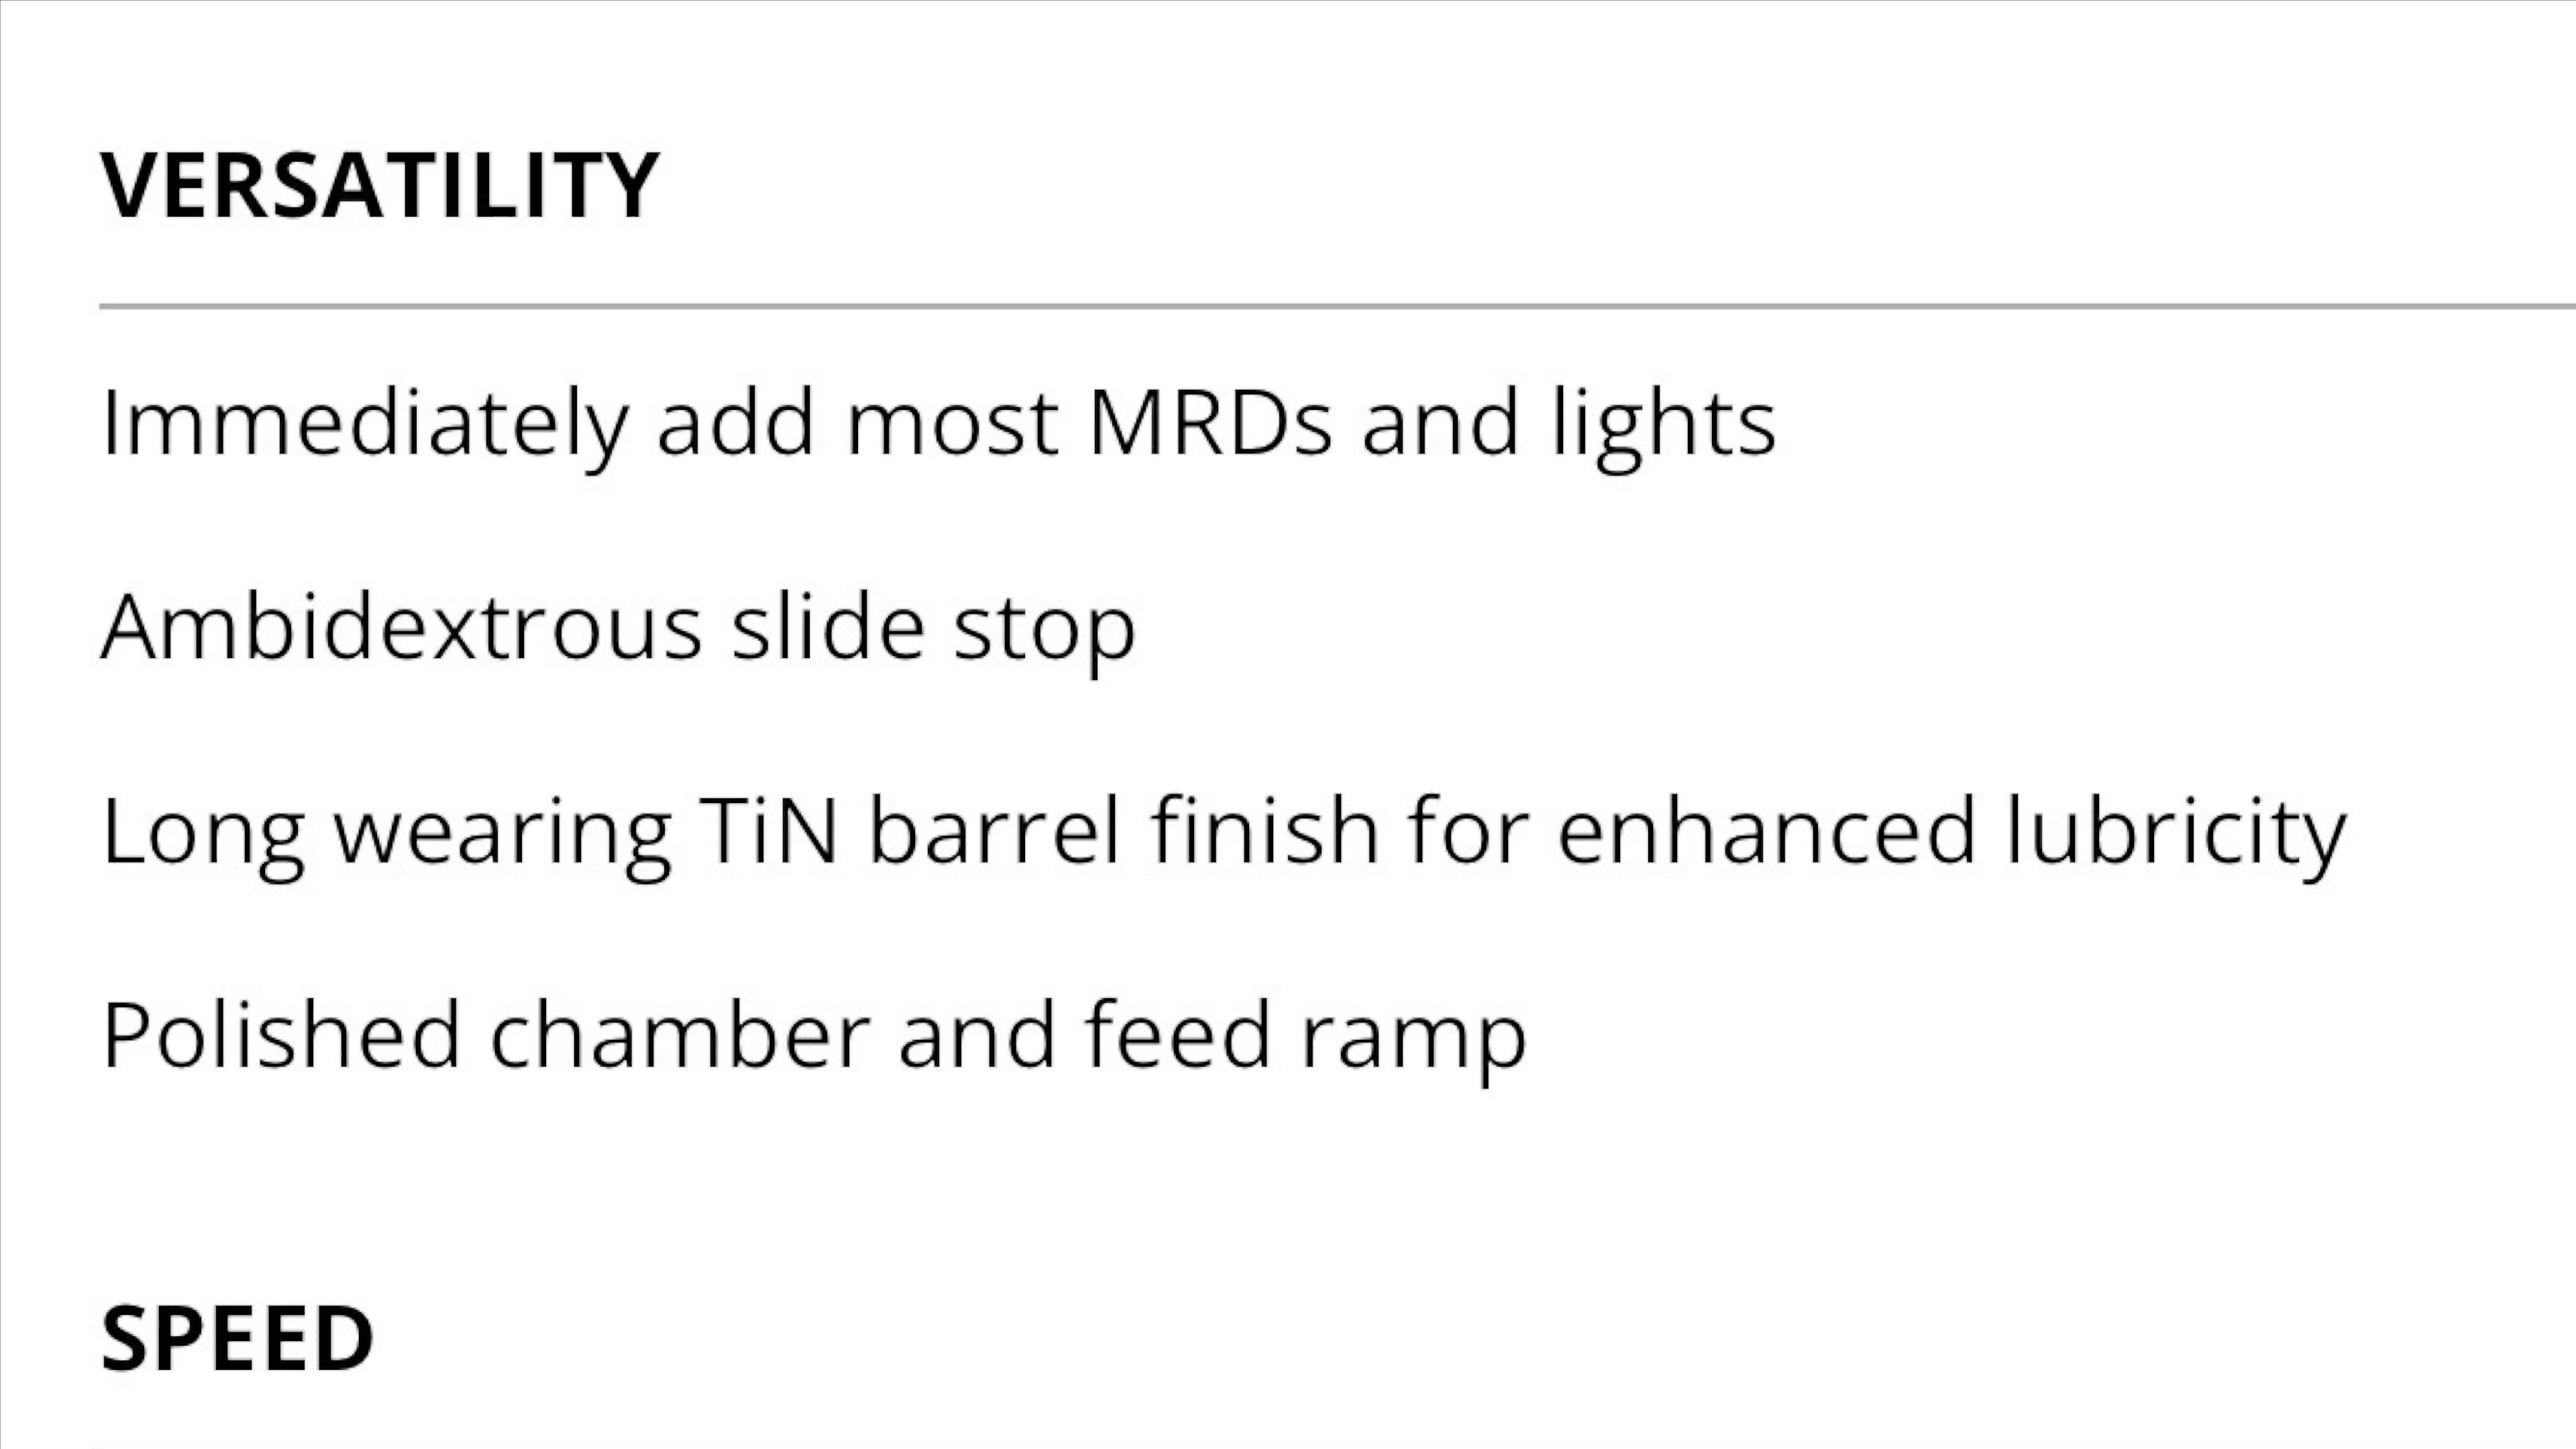 VERSATILITY
Immediately add most MRDs and lights
Ambidextrous slide stop
Long wearing TiN barrel finish for enhanced lubricity
Polished chamber and feed ramp
SPEED